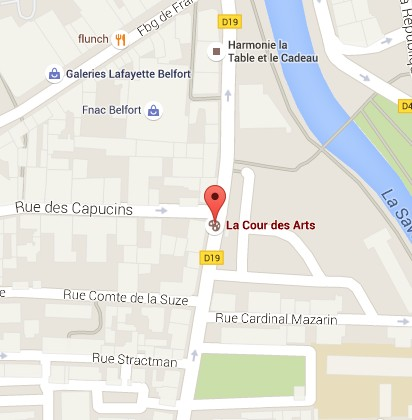 Fbg de Fran
D19
flunch
Harmonie la
Table et le Cadeau
Galeries Lafayette Belfort
Fnac Belfort
D4
La Sav
Rue des Capucins
La Cour des Arts
D19
Rue Comte de la Suze
Rue Cardinal Mazarin
Rue Stractman